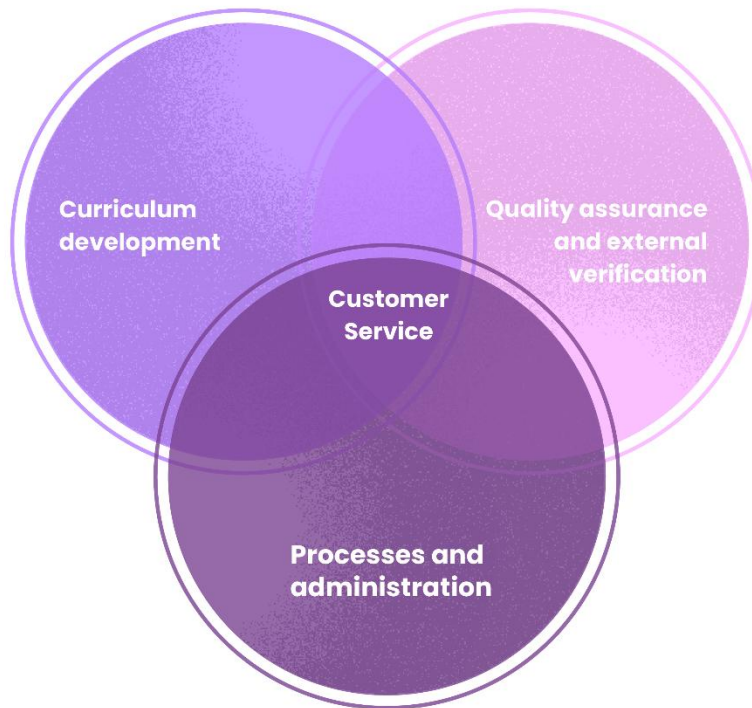 Curriculum
development
Quality assurance
and external
verification
Customer
Service
Processes and
administration